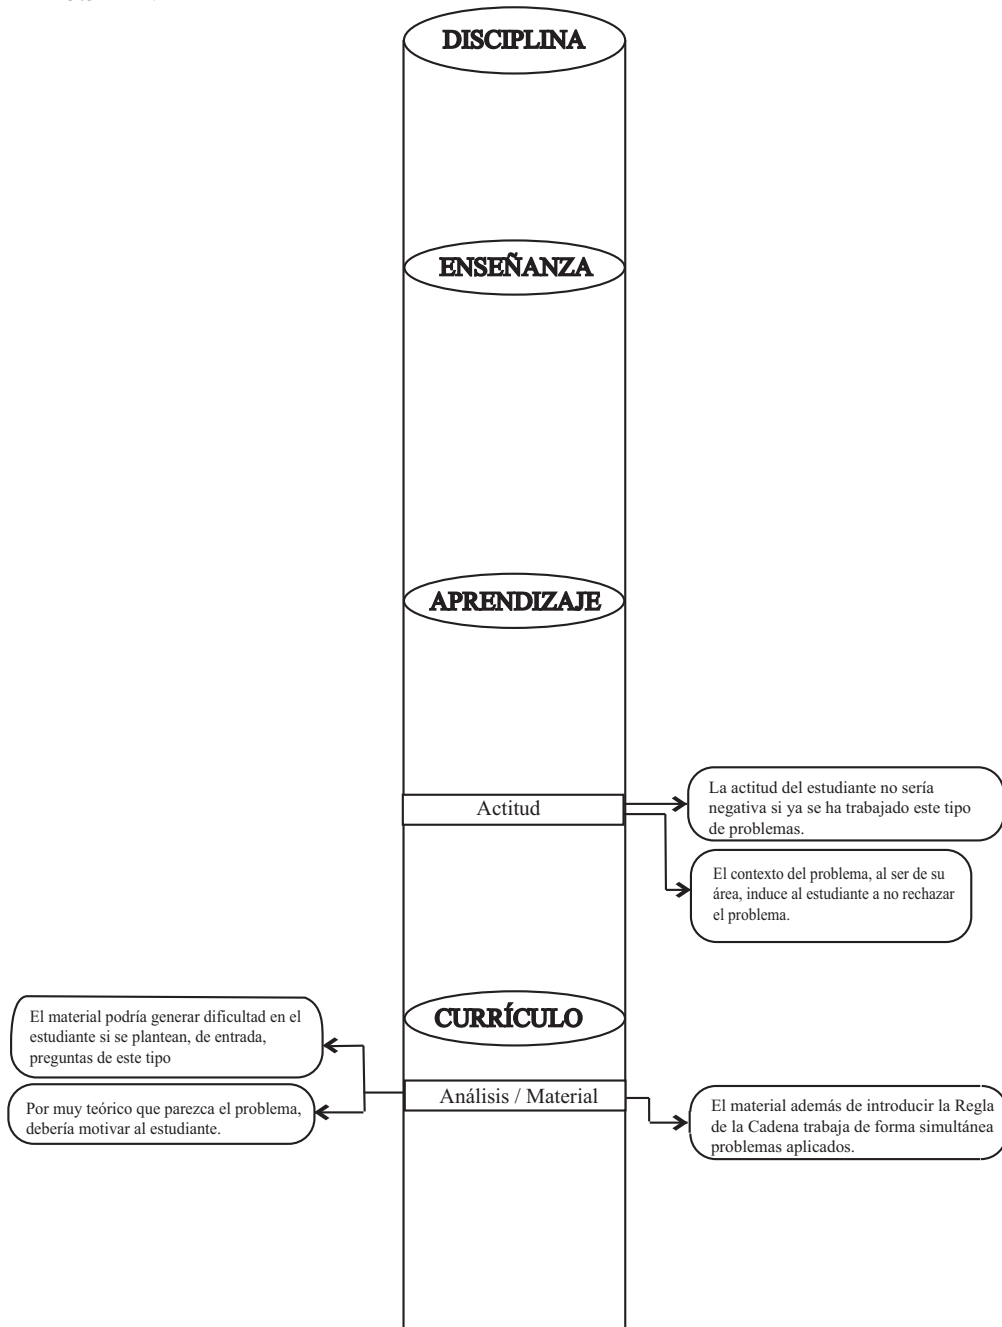 DISCIPLINA
ENSEÑANZA
APRENDIZAJE
Actitud
La actitud del estudiante no sería
negativa si ya se ha trabajado este tipo
de problemas.
El contexto del problema, al ser de su
área, induce al estudiante a no rechazar
el problema.
CURRÍCULO
El material podría generar dificultad en el
estudiante si se plantean, de entrada,
preguntas de este tipo
Por muy teórico que parezca el problema,
debería motivar al estudiante.
Análisis / Material
El material además de introducir la Regla
de la Cadena trabaja de forma simultánea
problemas aplicados.